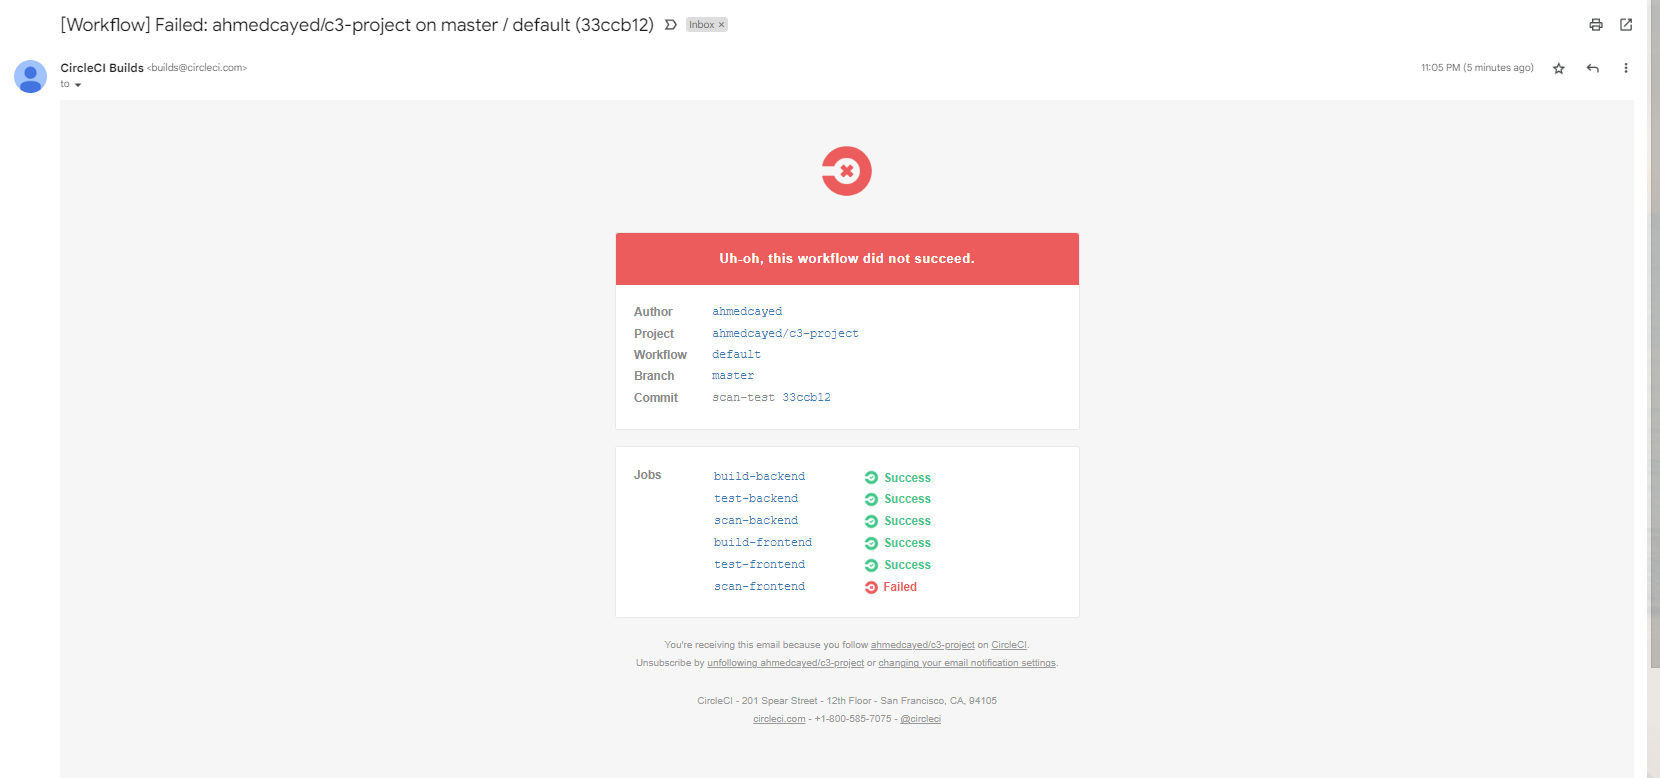 [Workflow] Failed: ahmedcayed/c3-project on master / default (33ccb12) Inbox ×
CircleCI Builds <builds@circleci.com> 11:05 PM (5 minutes ago)
to
Uh-oh, this workflow did not succeed.
Author ahmedcayed
Project ahmedcayed/c3-project
Workflow default
Branch master
Commit scan-test 33ccb12
Jobs build-backend Success
test-backend Success
scan-backend Success
build-frontend Success
test-frontend Success
scan-frontend Failed
You're receiving this email because you follow ahmedcayed/c3-project on CircleCI.
Unsubscribe by unfollowing ahmedcayed/c3-project or changing your email notification settings.
CircleCI - 201 Spear Street - 12th Floor - San Francisco, CA, 94105
circleci.com - +1-800-585-7075 - @circleci